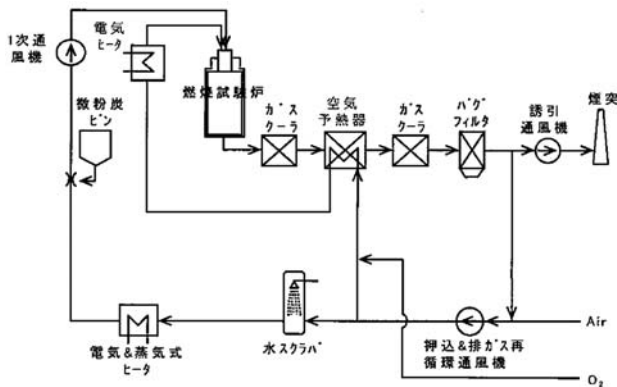 1次通
風機
電気
ヒータ
微粉炭
ビン
燃焼試験炉
ガス
クーラ
空気
予熱器
ガス
クーラ
バグ
フィルタ
誘引
通風機
煙突
電気&蒸気式
ヒータ
水スクラバ
押込&排ガス再
循環通風機
Air
O₂